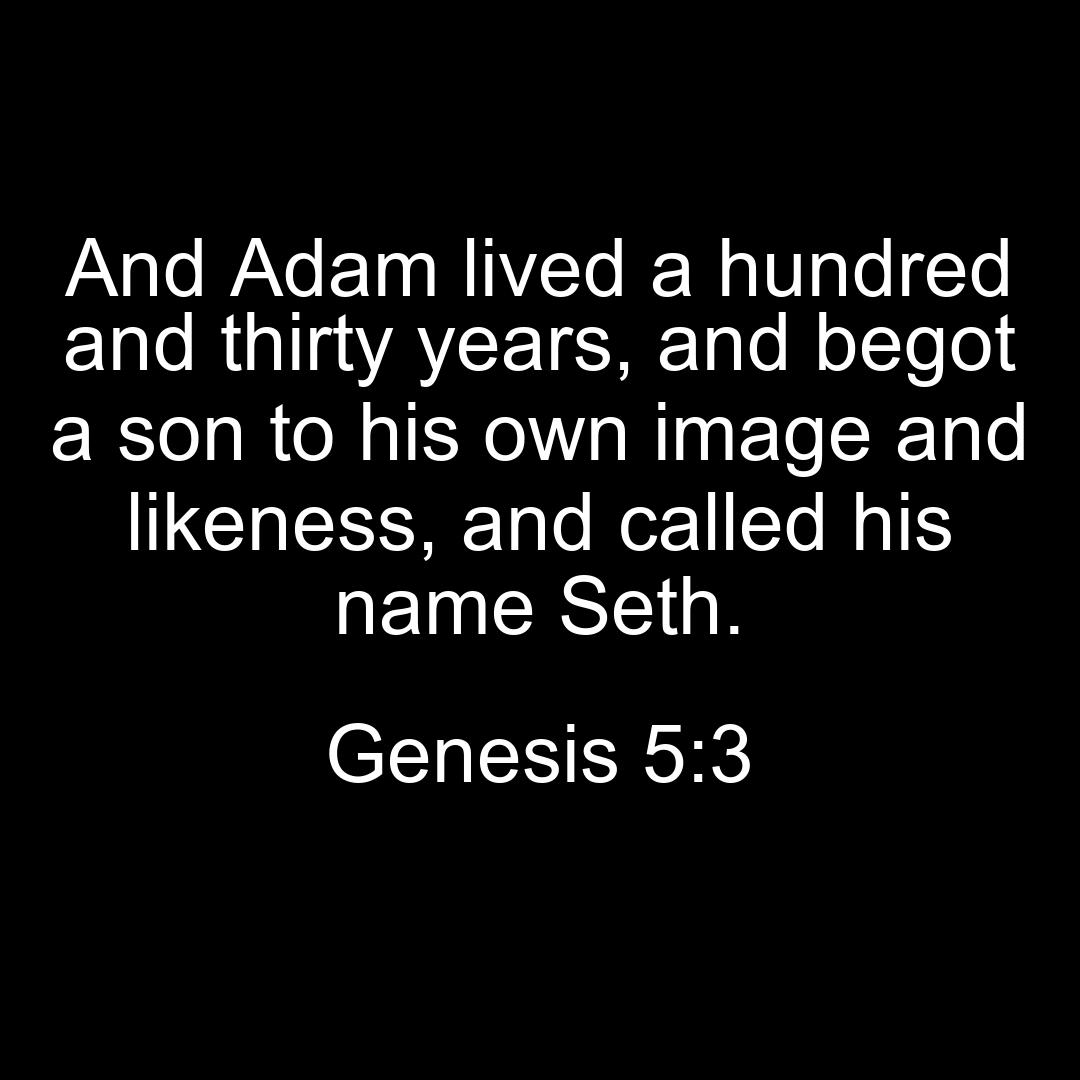 And Adam lived a hundred
and thirty years, and begot
a son to his own image and
likeness, and called his
name Seth.
Genesis 5:3